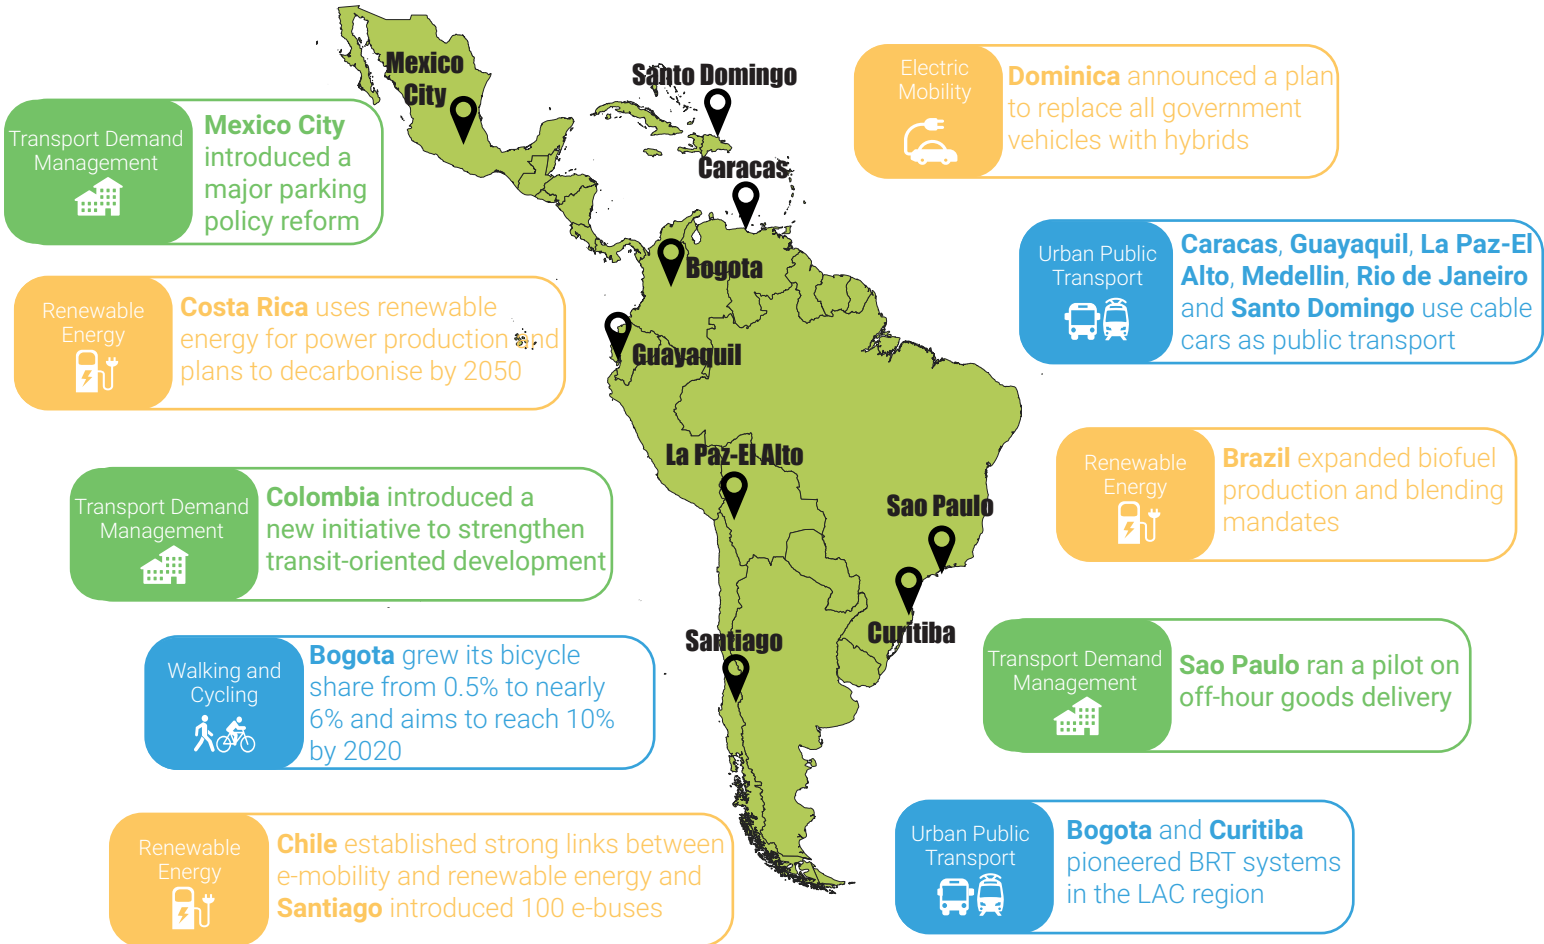 Mexico
City
Santo Domingo
Caracas
Bogota
Guayaquil
La Paz-El Alto
Sao Paulo
Curitiba
Santiago
Transport Demand
Management
Mexico City
introduced a
major parking
policy reform
Renewable
Energy
Costa Rica uses renewable
energy for power production and
plans to decarbonise by 2050
Transport Demand
Management
Colombia introduced a
new initiative to strengthen
transit-oriented development
Walking and
Cycling
Bogota grew its bicycle
share from 0.5% to nearly
6% and aims to reach 10%
by 2020
Renewable
Energy
Chile established strong links between
e-mobility and renewable energy and
Santiago introduced 100 e-buses
Electric
Mobility
Dominica announced a plan
to replace all government
vehicles with hybrids
Urban Public
Transport
Caracas, Guayaquil, La Paz-El
Alto, Medellin, Rio de Janeiro
and Santo Domingo use cable
cars as public transport
Renewable
Energy
Brazil expanded biofuel
production and blending
mandates
Transport Demand
Management
Sao Paulo ran a pilot on
off-hour goods delivery
Urban Public
Transport
Bogota and Curitiba
pioneered BRT systems
in the LAC region